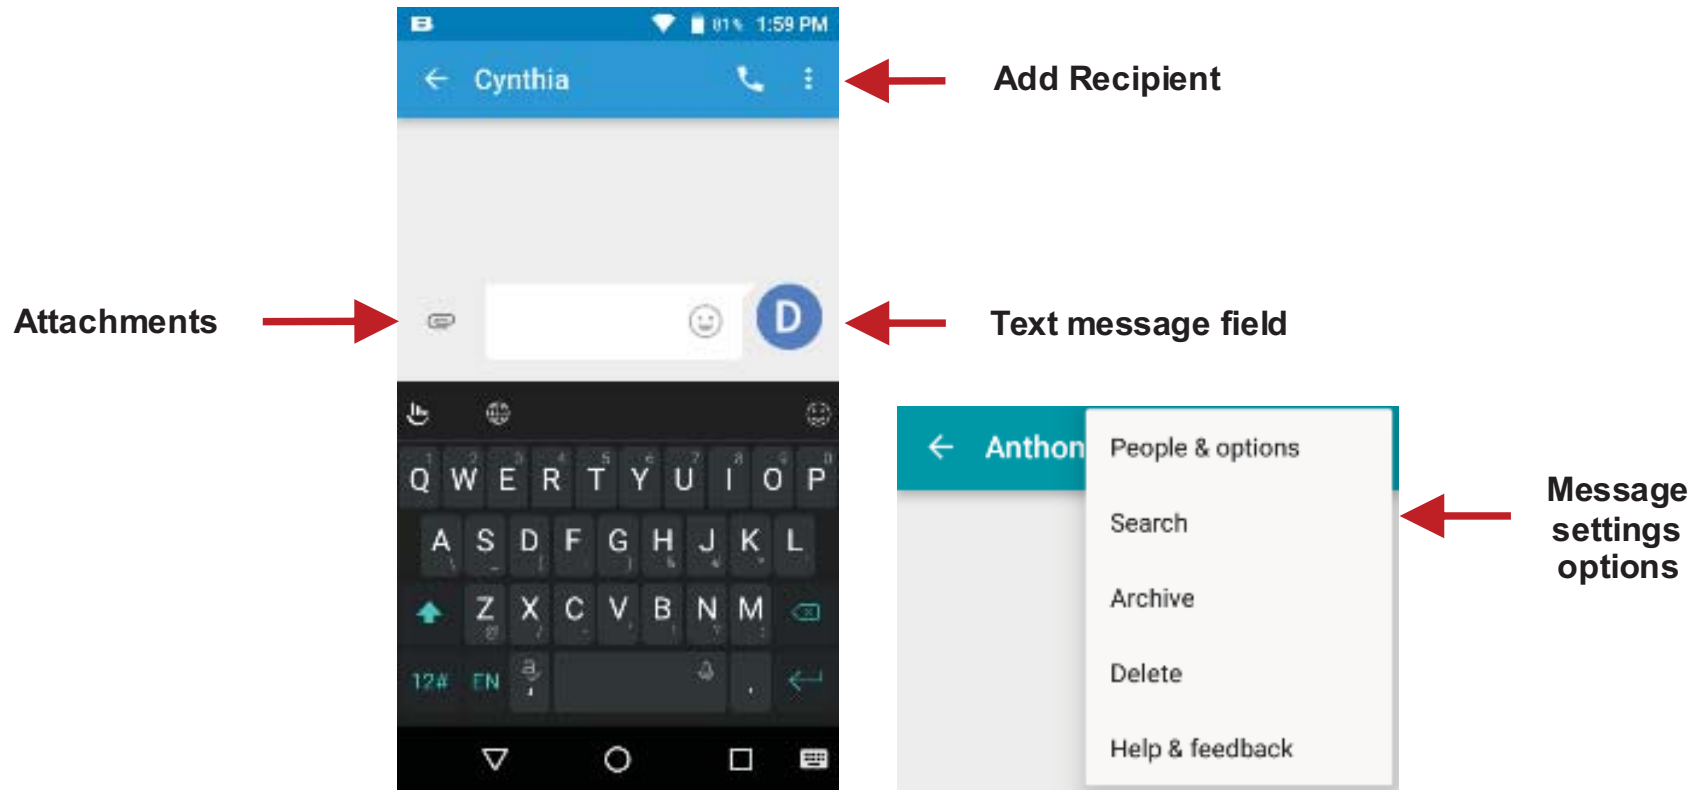 81% 1:59 PM
Cynthia
Add Recipient
Attachments
D
Text message field
Q W E R T Y U I O P
A S D F G H J K L
Z X C V B N M
12# EN ,
Anthon
People & options
Search
Archive
Delete
Help & feedback
Message
settings
options